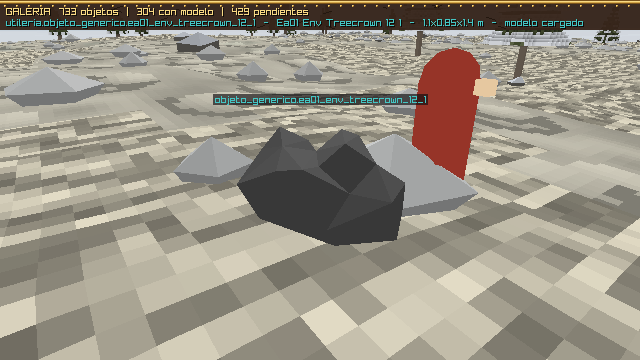 GALERIA 733 objetos | 304 con modelo | 429 pendientes
utileria.objeto_generico.ea01_env_treecrown_12_1 - Ea01 Env Treecrown 12 1 - 1.1x0.85x1.4 m - modelo cargado
objeto_generico.ea01_env_treecrown_12_1